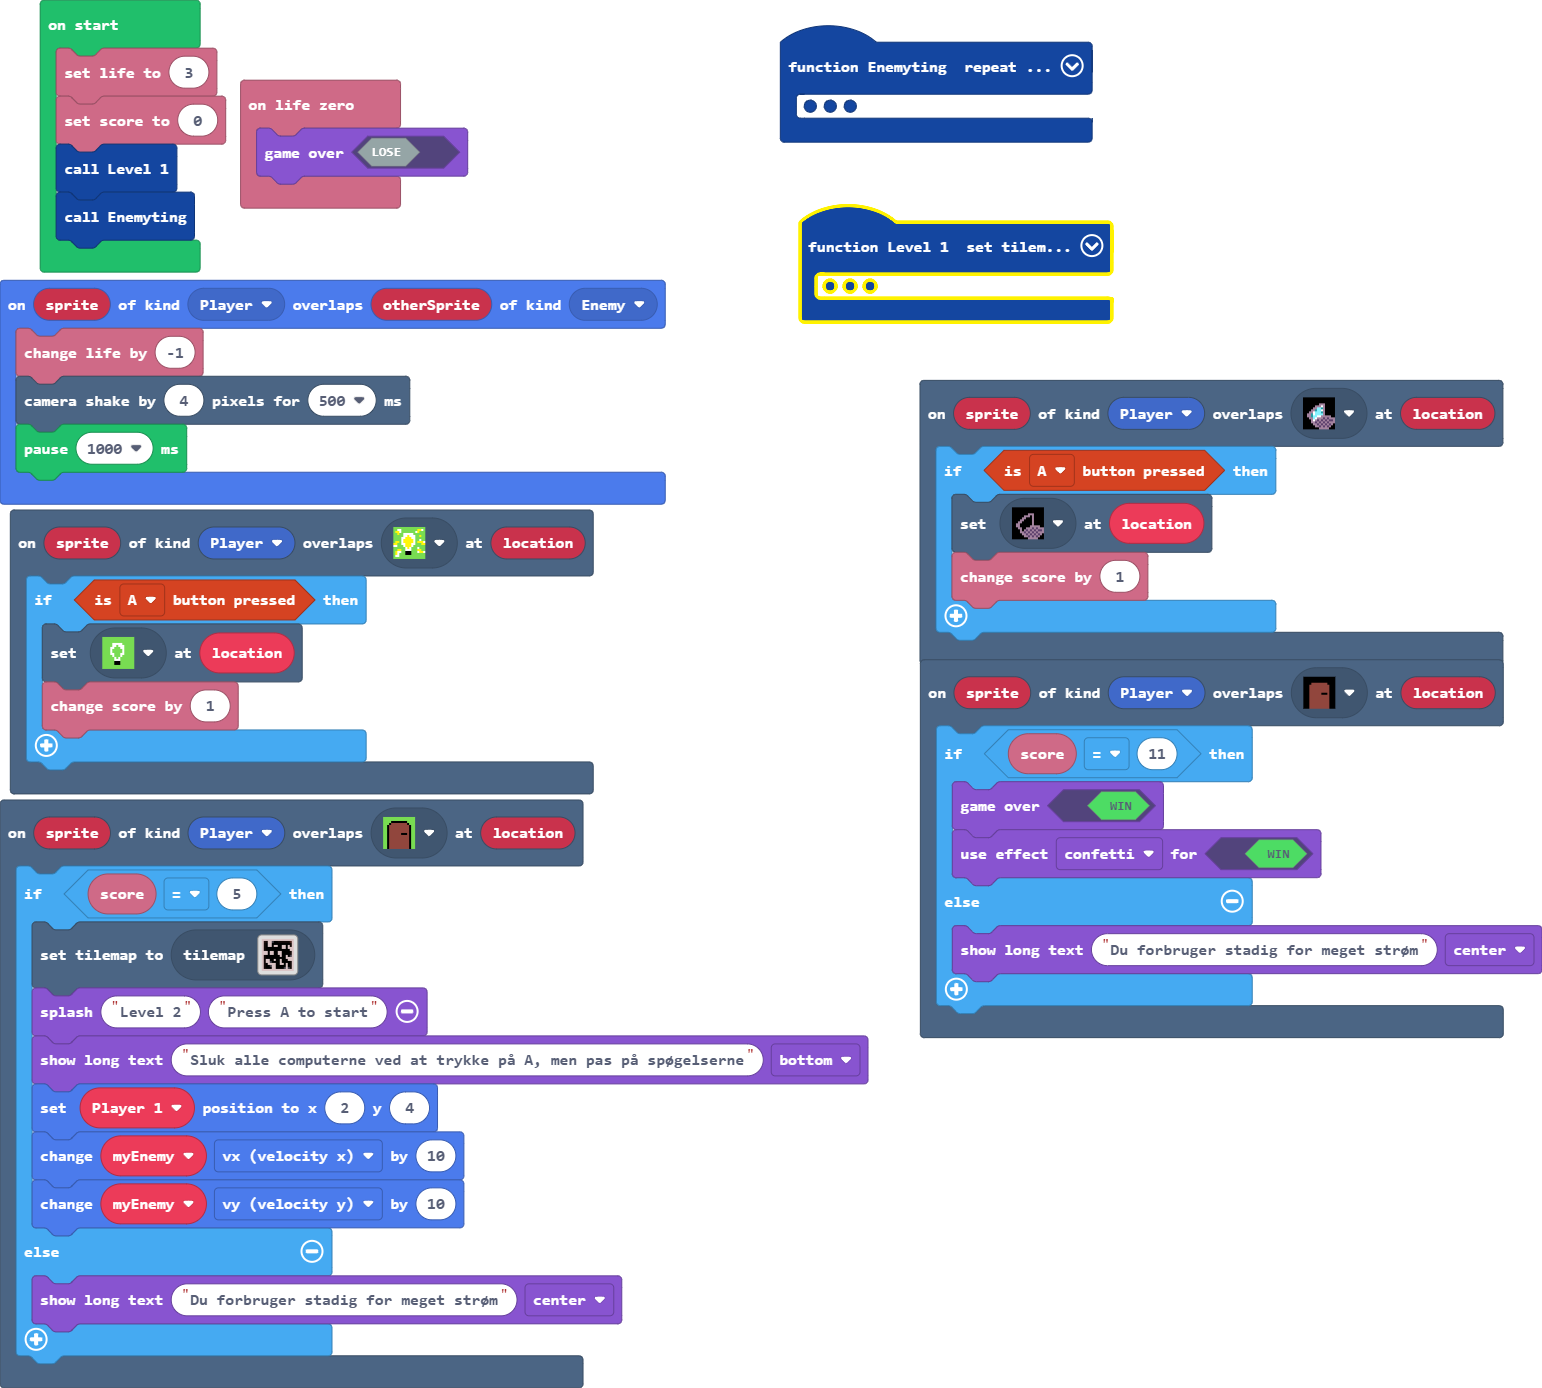 on start
set life to 3
set score to 0
call Level 1
call Enemyting
on life zero
game over LOSE
function Enemyting repeat ...
function Level 1 set tilem...
on sprite of kind Player overlaps otherSprite of kind Enemy
change life by -1
camera shake by 4 pixels for 500 ms
pause 1000 ms
on sprite of kind Player overlaps at location
if is A button pressed then
set at location
change score by 1
on sprite of kind Player overlaps at location
if score = 5 then
set tilemap to tilemap
splash "Level 2" "Press A to start"
show long text "Sluk alle computerne ved at trykke på A, men pas på spøgelserne" bottom
set Player 1 position to x 2 y 4
change myEnemy vx (velocity x) by 10
change myEnemy vy (velocity y) by 10
else
show long text "Du forbruger stadig for meget strøm" center
on sprite of kind Player overlaps at location
if is A button pressed then
set at location
change score by 1
on sprite of kind Player overlaps at location
if score = 11 then
game over WIN
use effect confetti for WIN
else
show long text "Du forbruger stadig for meget strøm" center